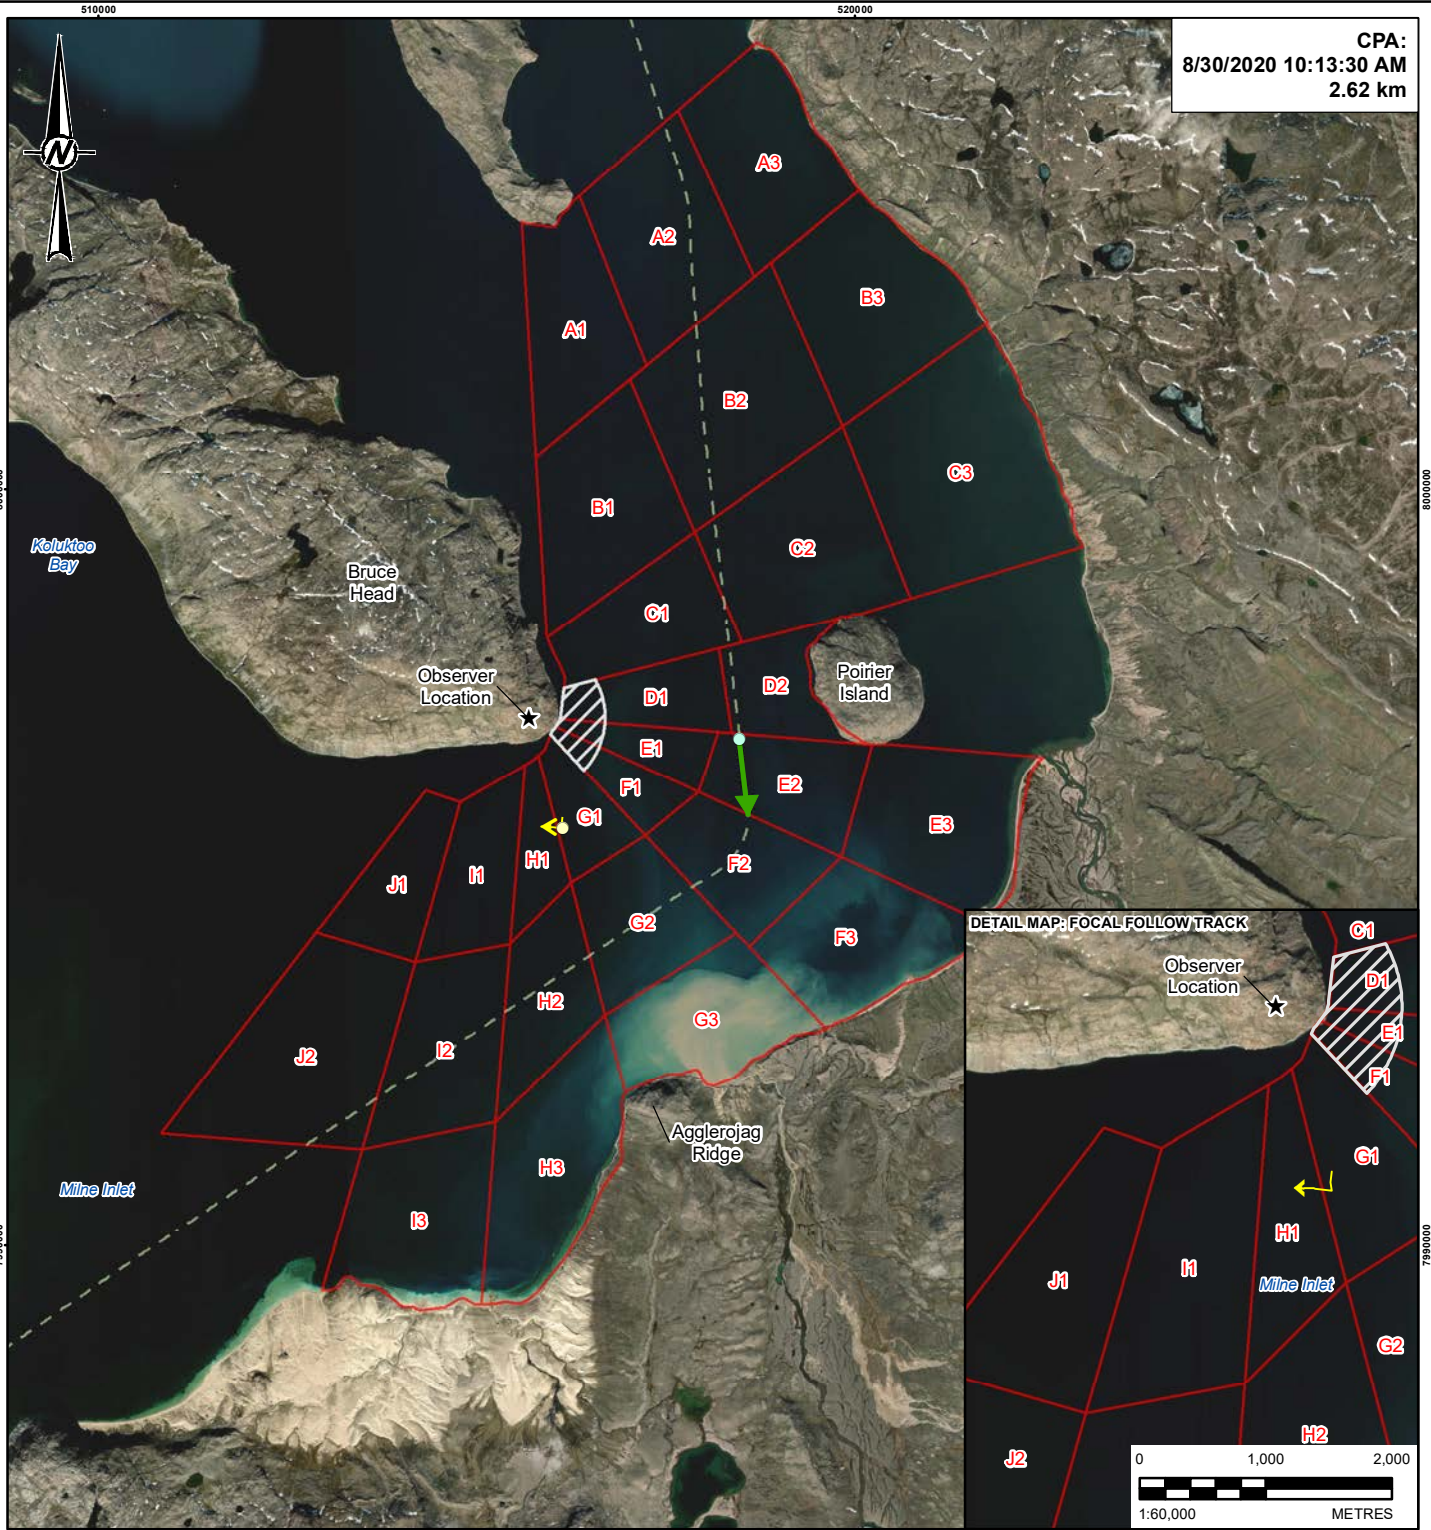 510000
520000
CPA:
8/30/2020 10:13:30 AM
2.62 km
N
A3
A2
B3
A1
B2
C3
B1
8000000
C2
Koluktoo
Bay
Bruce
Head
C1
Observer
Location
Poirier
Island
D2
D1
E1
E2
F1
G1
E3
H1
F2
I1
J1
G2
F3
H2
G3
I2
J2
Agglerojag
Ridge
H3
Milne Inlet
I3
7990000
DETAIL MAP: FOCAL FOLLOW TRACK
C1
Observer
Location
D1
E1
F1
G1
H1
I1
J1
Milne Inlet
G2
H2
J2
0 1,000 2,000
1:60,000 METRES